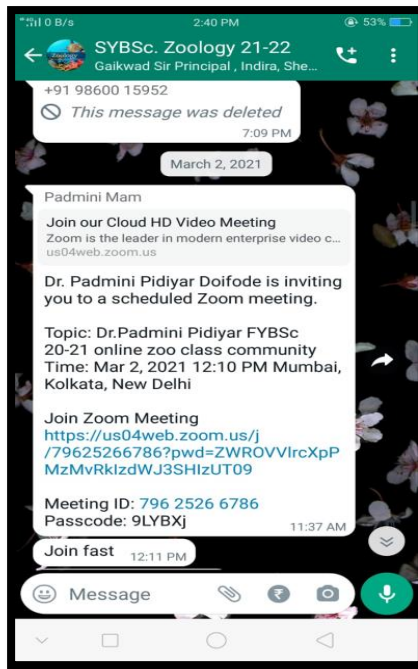 0 B/s 2:40 PM 53%
SYBSc. Zoology 21-22
Gaikwad Sir Principal , Indira, She...
+91 98600 15952
This message was deleted
7:09 PM
March 2, 2021
Padmini Mam
Join our Cloud HD Video Meeting
Zoom is the leader in modern enterprise video c...
us04web.zoom.us
Dr. Padmini Pidiyar Doifode is inviting
you to a scheduled Zoom meeting.
Topic: Dr.Padmini Pidiyar FYBSc
20-21 online zoo class community
Time: Mar 2, 2021 12:10 PM Mumbai,
Kolkata, New Delhi
Join Zoom Meeting
https://us04web.zoom.us/j
/79625266786?pwd=ZWROVVlrcXpP
MzMvRkIzdWJ3SHIzUT09
Meeting ID: 796 2526 6786
Passcode: 9LYBXj
11:37 AM
Join fast 12:11 PM
Message